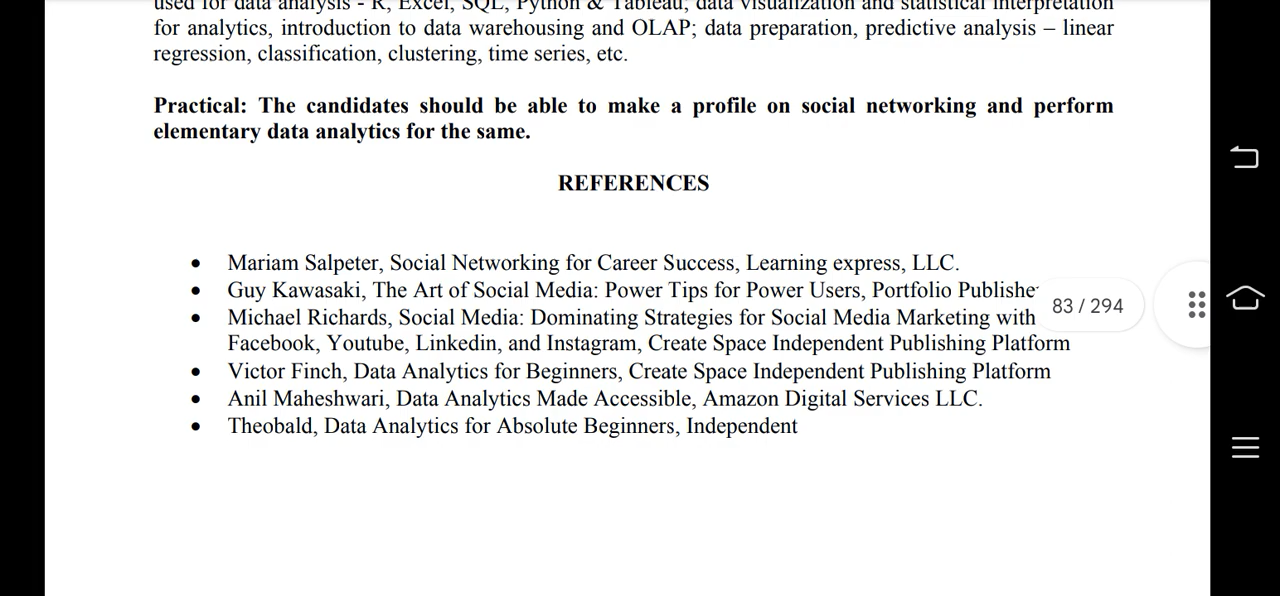 used for data analysis - R, Excel, SQL, Python & Tableau; data visualization and statistical interpretation
for analytics, introduction to data warehousing and OLAP; data preparation, predictive analysis – linear
regression, classification, clustering, time series, etc.
Practical: The candidates should be able to make a profile on social networking and perform
elementary data analytics for the same.
REFERENCES
• Mariam Salpeter, Social Networking for Career Success, Learning express, LLC.
• Guy Kawasaki, The Art of Social Media: Power Tips for Power Users, Portfolio Publishe
83 / 294
• Michael Richards, Social Media: Dominating Strategies for Social Media Marketing with
Facebook, Youtube, Linkedin, and Instagram, Create Space Independent Publishing Platform
• Victor Finch, Data Analytics for Beginners, Create Space Independent Publishing Platform
• Anil Maheshwari, Data Analytics Made Accessible, Amazon Digital Services LLC.
• Theobald, Data Analytics for Absolute Beginners, Independent